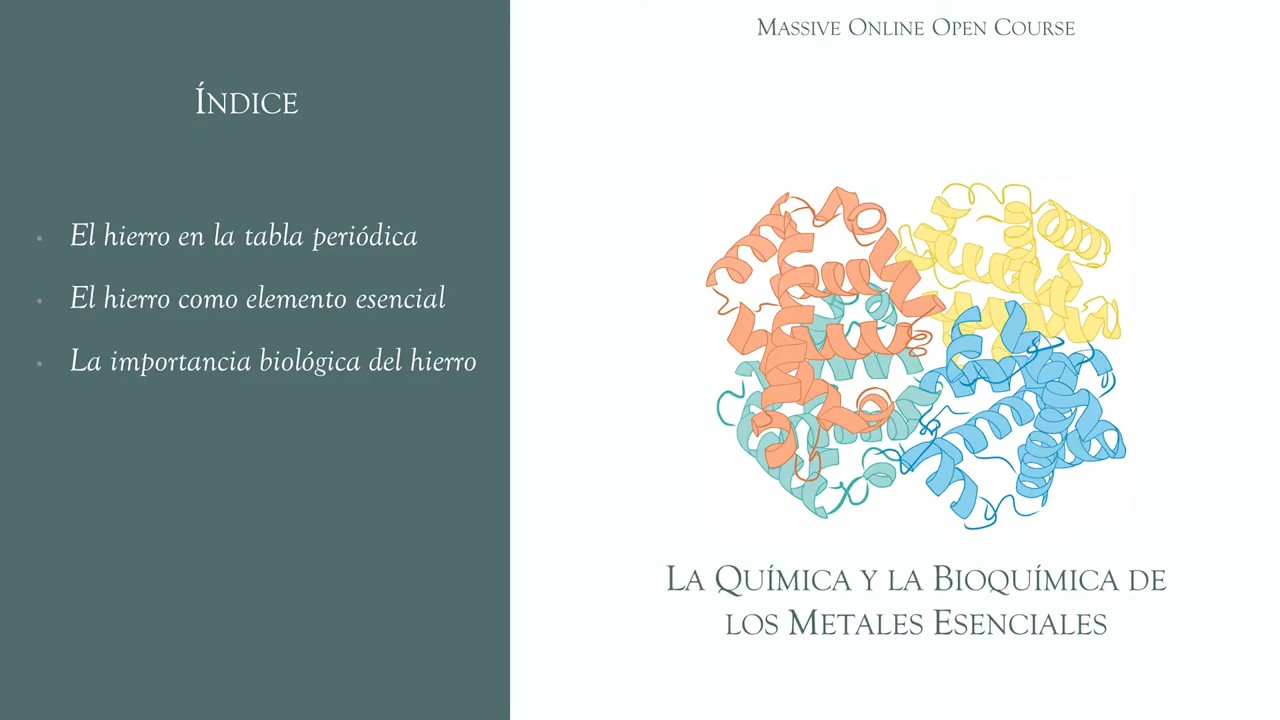 ÍNDICE
El hierro en la tabla periódica
El hierro como elemento esencial
La importancia biológica del hierro
MASSIVE ONLINE OPEN COURSE
LA QUÍMICA Y LA BIOQUÍMICA DE
LOS METALES ESENCIALES